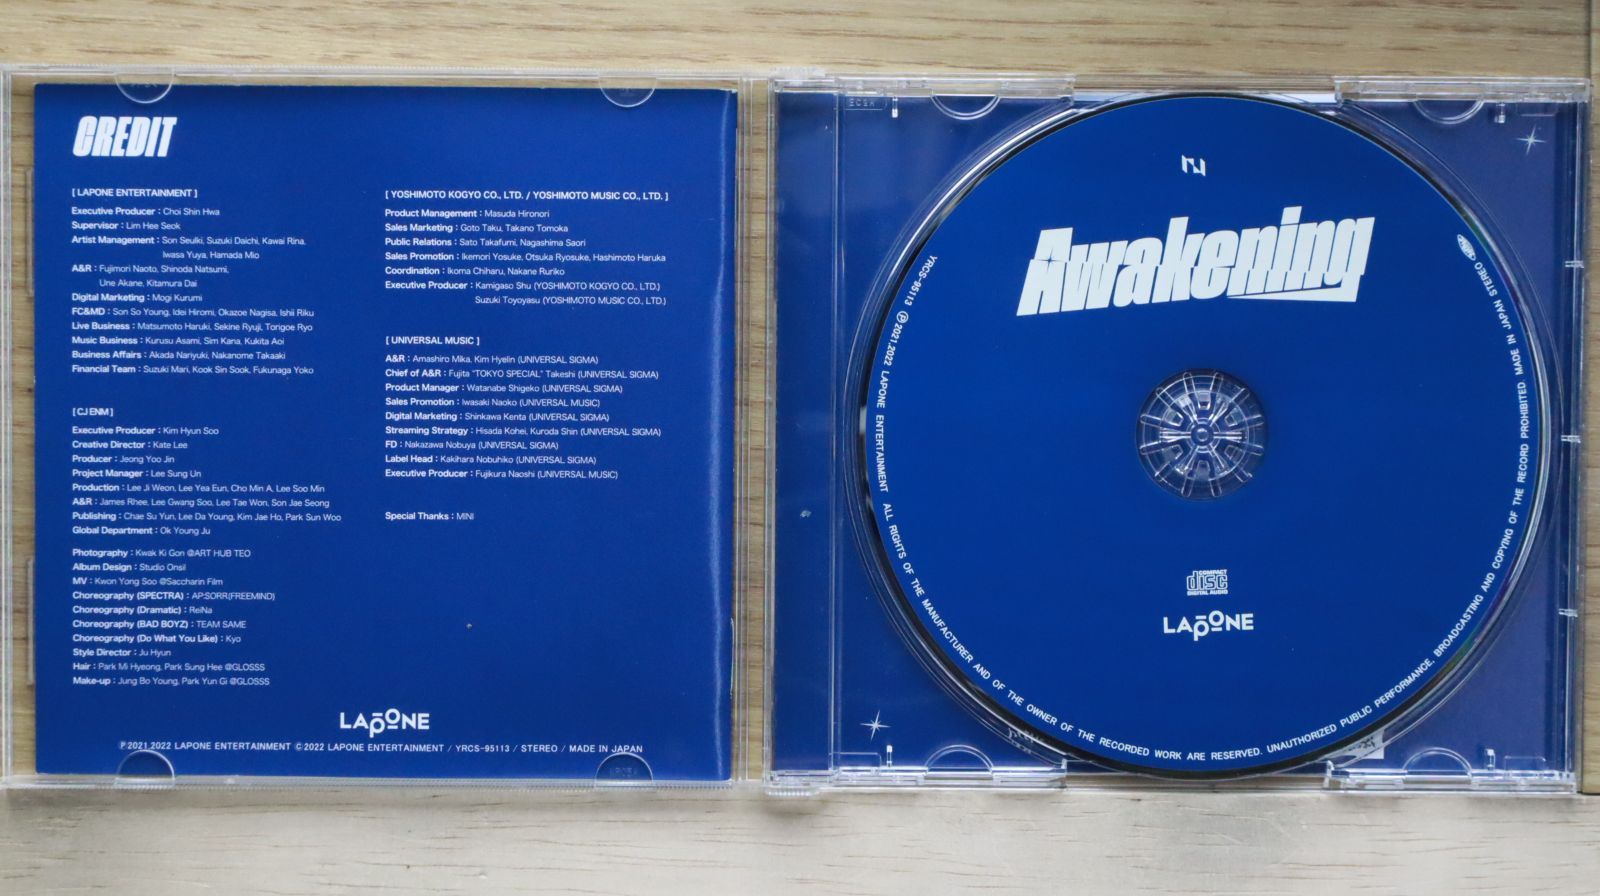 CREDIT
[ LAPONE ENTERTAINMENT ]
Executive Producer : Choi Shin Hwa
Supervisor : Lim Hee Seok
Artist Management : Son Seulki, Suzuki Daichi, Kawai Rina,
Iwasa Yuya, Hamada Mio
A&R : Fujimori Naoto, Shinoda Natsumi,
Une Akane, Kitamura Dai
Digital Marketing : Mogi Kurumi
FC&MD : Son So Young, Idei Hiromi, Okazoe Nagisa, Ishii Riku
Live Business : Matsumoto Haruki, Sekine Ryuji, Torigoe Ryo
Music Business : Kurusu Asami, Sim Kana, Kukita Aoi
Business Affairs : Akada Nariyuki, Nakanome Takaaki
Financial Team : Suzuki Mari, Kook Sin Sook, Fukunaga Yoko
[ CJ ENM ]
Executive Producer : Kim Hyun Soo
Creative Director : Kate Lee
Producer : Jeong Yoo Jin
Project Manager : Lee Sung Un
Production : Lee Ji Weon, Lee Yea Eun, Cho Min A, Lee Soo Min
A&R : James Rhee, Lee Gwang Soo, Lee Tae Won, Son Jae Seong
Publishing : Chae Su Yun, Lee Da Young, Kim Jae Ho, Park Sun Woo
Global Department : Ok Young Ju
Photography : Kwak Ki Gon @ART HUB TEO
Album Design : Studio Onsil
MV : Kwon Yong Soo @Saccharin Film
Choreography (SPECTRA) : AP:SORR(FREEMIND)
Choreography (Dramatic) : ReiNa
Choreography (BAD BOYZ) : TEAM SAME
Choreography (Do What You Like) : Kyo
Style Director : Ju Hyun
Hair : Park Mi Hyeong, Park Sung Hee @GLOSSS
Make-up : Jung Bo Young, Park Yun Gi @GLOSSS
[ YOSHIMOTO KOGYO CO., LTD. / YOSHIMOTO MUSIC CO., LTD. ]
Product Management : Masuda Hironori
Sales Marketing : Goto Taku, Takano Tomoka
Public Relations : Sato Takafumi, Nagashima Saori
Sales Promotion : Ikemori Yosuke, Otsuka Ryosuke, Hashimoto Haruka
Coordination : Ikoma Chiharu, Nakane Ruriko
Executive Producer : Kamigaso Shu (YOSHIMOTO KOGYO CO., LTD.)
Suzuki Toyoyasu (YOSHIMOTO MUSIC CO., LTD.)
[ UNIVERSAL MUSIC ]
A&R : Amashiro Mika, Kim Hyelin (UNIVERSAL SIGMA)
Chief of A&R : Fujita "TOKYO SPECIAL" Takeshi (UNIVERSAL SIGMA)
Product Manager : Watanabe Shigeko (UNIVERSAL SIGMA)
Sales Promotion : Iwasaki Naoko (UNIVERSAL MUSIC)
Digital Marketing : Shinkawa Kenta (UNIVERSAL SIGMA)
Streaming Strategy : Hisada Kohei, Kuroda Shin (UNIVERSAL SIGMA)
FD : Nakazawa Nobuya (UNIVERSAL SIGMA)
Label Head : Kakihara Nobuhiko (UNIVERSAL SIGMA)
Executive Producer : Fujikura Naoshi (UNIVERSAL MUSIC)
Special Thanks : MINI
LAPONE
℗2021,2022 LAPONE ENTERTAINMENT ©2022 LAPONE ENTERTAINMENT / YRCS-95113 / STEREO / MADE IN JAPAN
Awakening
COMPACT
disc
DIGITAL AUDIO
LAPONE
YRCS-95113 ℗2021,2022 LAPONE ENTERTAINMENT ALL RIGHTS OF THE MANUFACTURER AND OF THE OWNER OF THE RECORDED WORK ARE RESERVED. UNAUTHORIZED PUBLIC PERFORMANCE, BROADCASTING AND COPYING OF THE RECORD PROHIBITED. MADE IN JAPAN STEREO